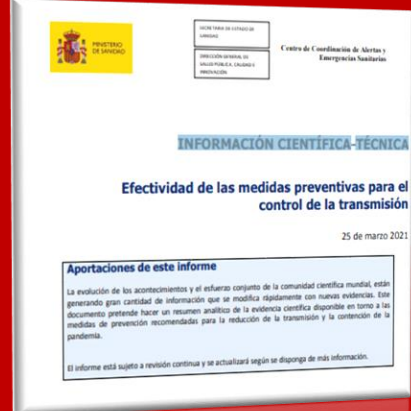 MINISTERIO
DE SANIDAD
SECRETARÍA DE ESTADO DE
SANIDAD
DIRECCIÓN GENERAL DE
SALUD PÚBLICA, CALIDAD E
INNOVACIÓN
Centro de Coordinación de Alertas y
Emergencias Sanitarias
INFORMACIÓN CIENTÍFICA-TÉCNICA
Efectividad de las medidas preventivas para el
control de la transmisión
25 de marzo 2021
Aportaciones de este informe
La evolución de los acontecimientos y el esfuerzo conjunto de la comunidad científica mundial, están
generando gran cantidad de información que se modifica rápidamente con nuevas evidencias. Este
documento pretende hacer un resumen analítico de la evidencia científica disponible en torno a las
medidas de prevención recomendadas para la reducción de la transmisión y la contención de la
pandemia.
El informe está sujeto a revisión continua y se actualizará según se disponga de más información.